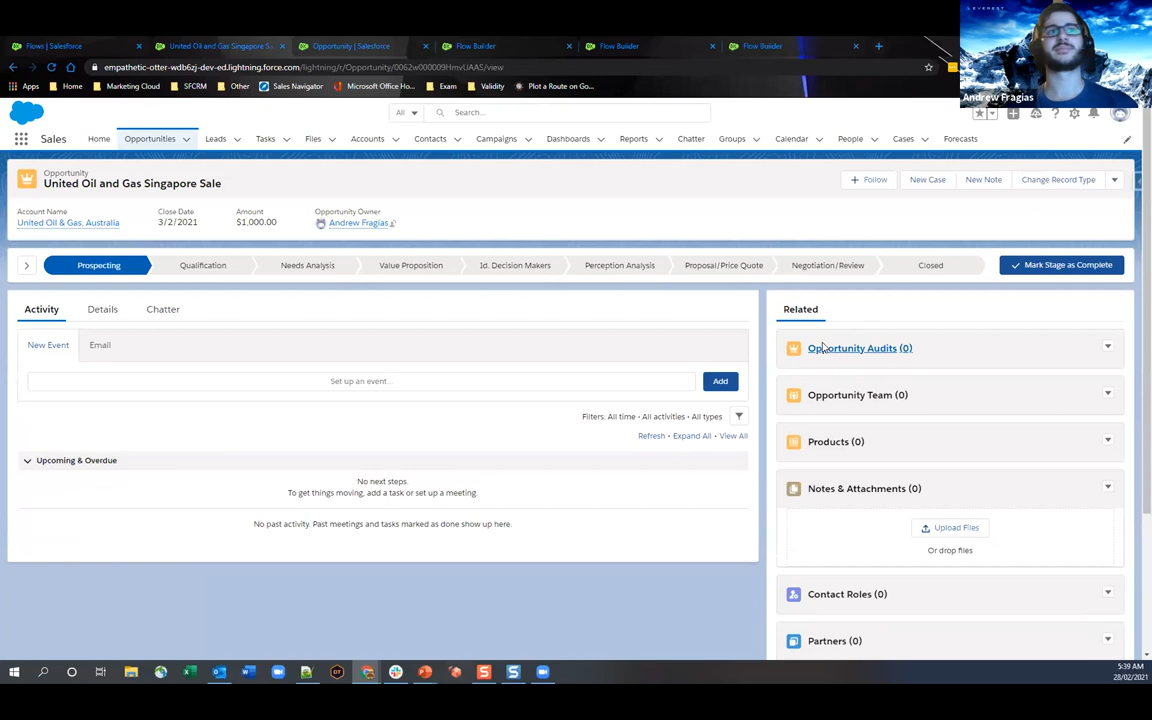 LEVEREST
Flows | Salesforce
United Oil and Gas Singapore S...
Opportunity | Salesforce
Flow Builder
Flow Builder
Flow Builder
empathetic-otter-wdb6zj-dev-ed.lightning.force.com/lightning/r/Opportunity/0062w000009HmvUAAS/view
Apps
Home
Marketing Cloud
SFCRM
Other
Sales Navigator
Microsoft Office Ho...
Exam
Validity
Plot a Route on Go...
Andrew Fragias
All
Search...
Sales
Home
Opportunities
Leads
Tasks
Files
Accounts
Contacts
Campaigns
Dashboards
Reports
Chatter
Groups
Calendar
People
Cases
Forecasts
Opportunity
United Oil and Gas Singapore Sale
Follow
New Case
New Note
Change Record Type
Account Name
Close Date
Amount
Opportunity Owner
United Oil & Gas, Australia
3/2/2021
$1,000.00
Andrew Fragias
Prospecting
Qualification
Needs Analysis
Value Proposition
Id. Decision Makers
Perception Analysis
Proposal/Price Quote
Negotiation/Review
Closed
Mark Stage as Complete
Activity
Details
Chatter
New Event
Email
Set up an event...
Add
Filters: All time • All activities • All types
Refresh • Expand All • View All
Upcoming & Overdue
No next steps.
To get things moving, add a task or set up a meeting.
No past activity. Past meetings and tasks marked as done show up here.
Related
Opportunity Audits (0)
Opportunity Team (0)
Products (0)
Notes & Attachments (0)
Upload Files
Or drop files
Contact Roles (0)
Partners (0)
5:39 AM
28/02/2021